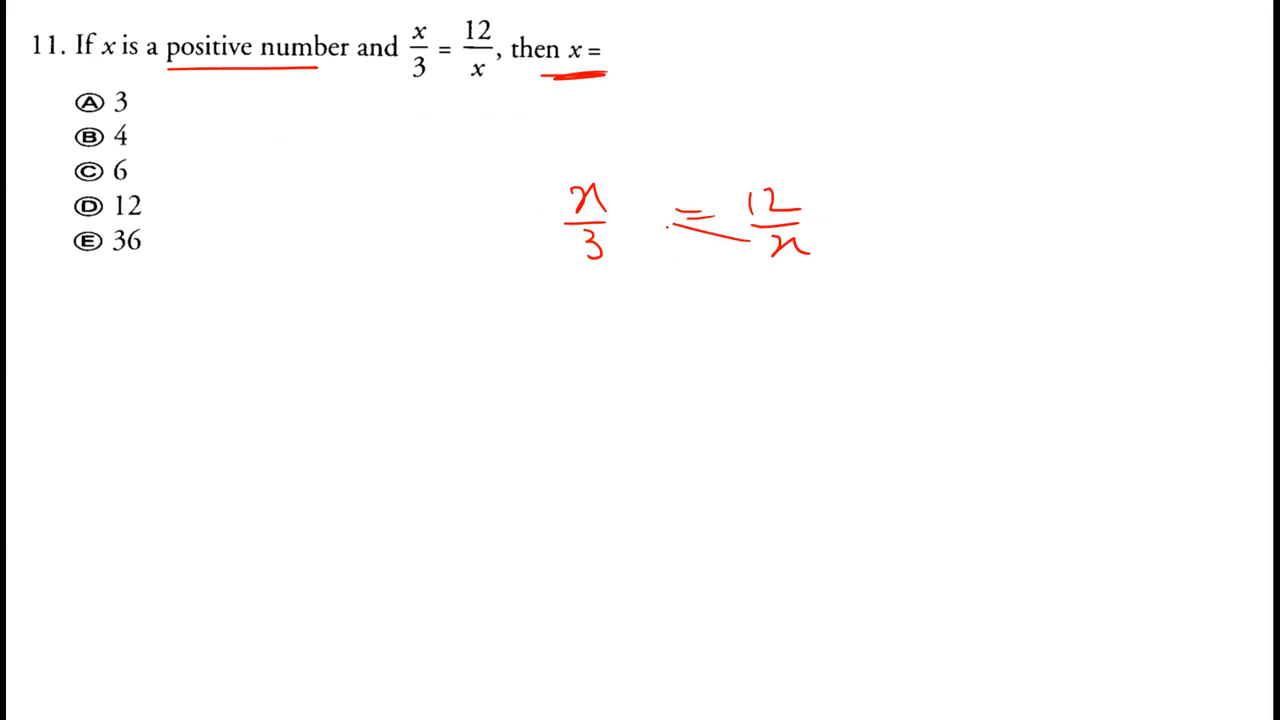 11. If x is a positive number and x/3 = 12/x, then x =
A 3
B 4
C 6
D 12
E 36
x/3 = 12/x